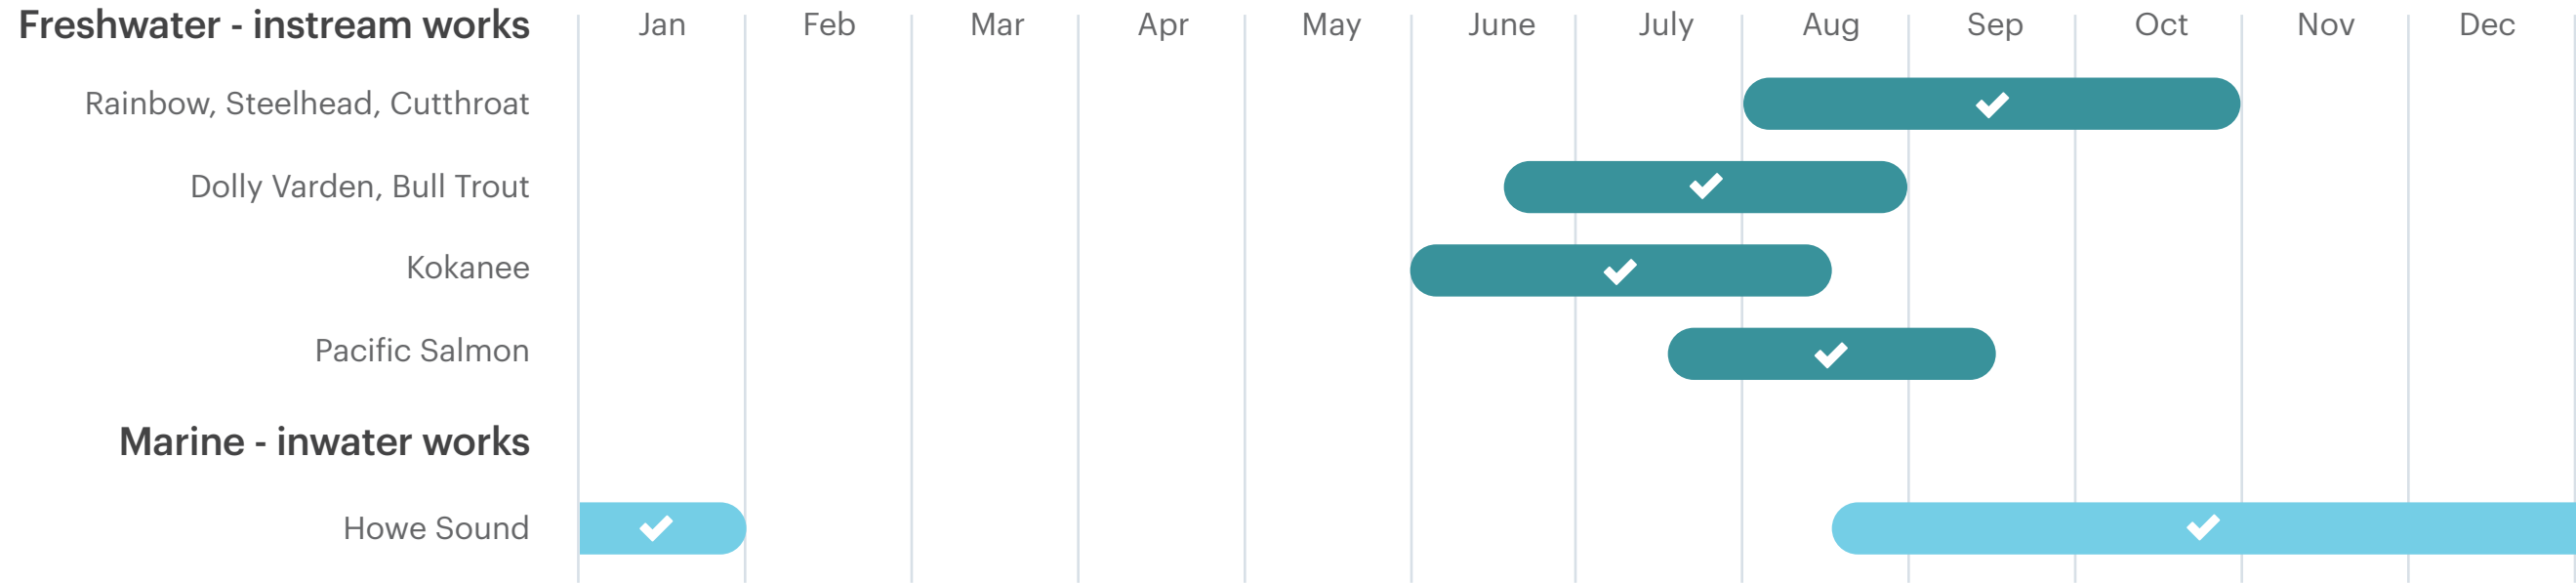 Freshwater - instream works Jan Feb Mar Apr May June July Aug Sep Oct Nov Dec
Rainbow, Steelhead, Cutthroat
Dolly Varden, Bull Trout
Kokanee
Pacific Salmon
Marine - inwater works
Howe Sound